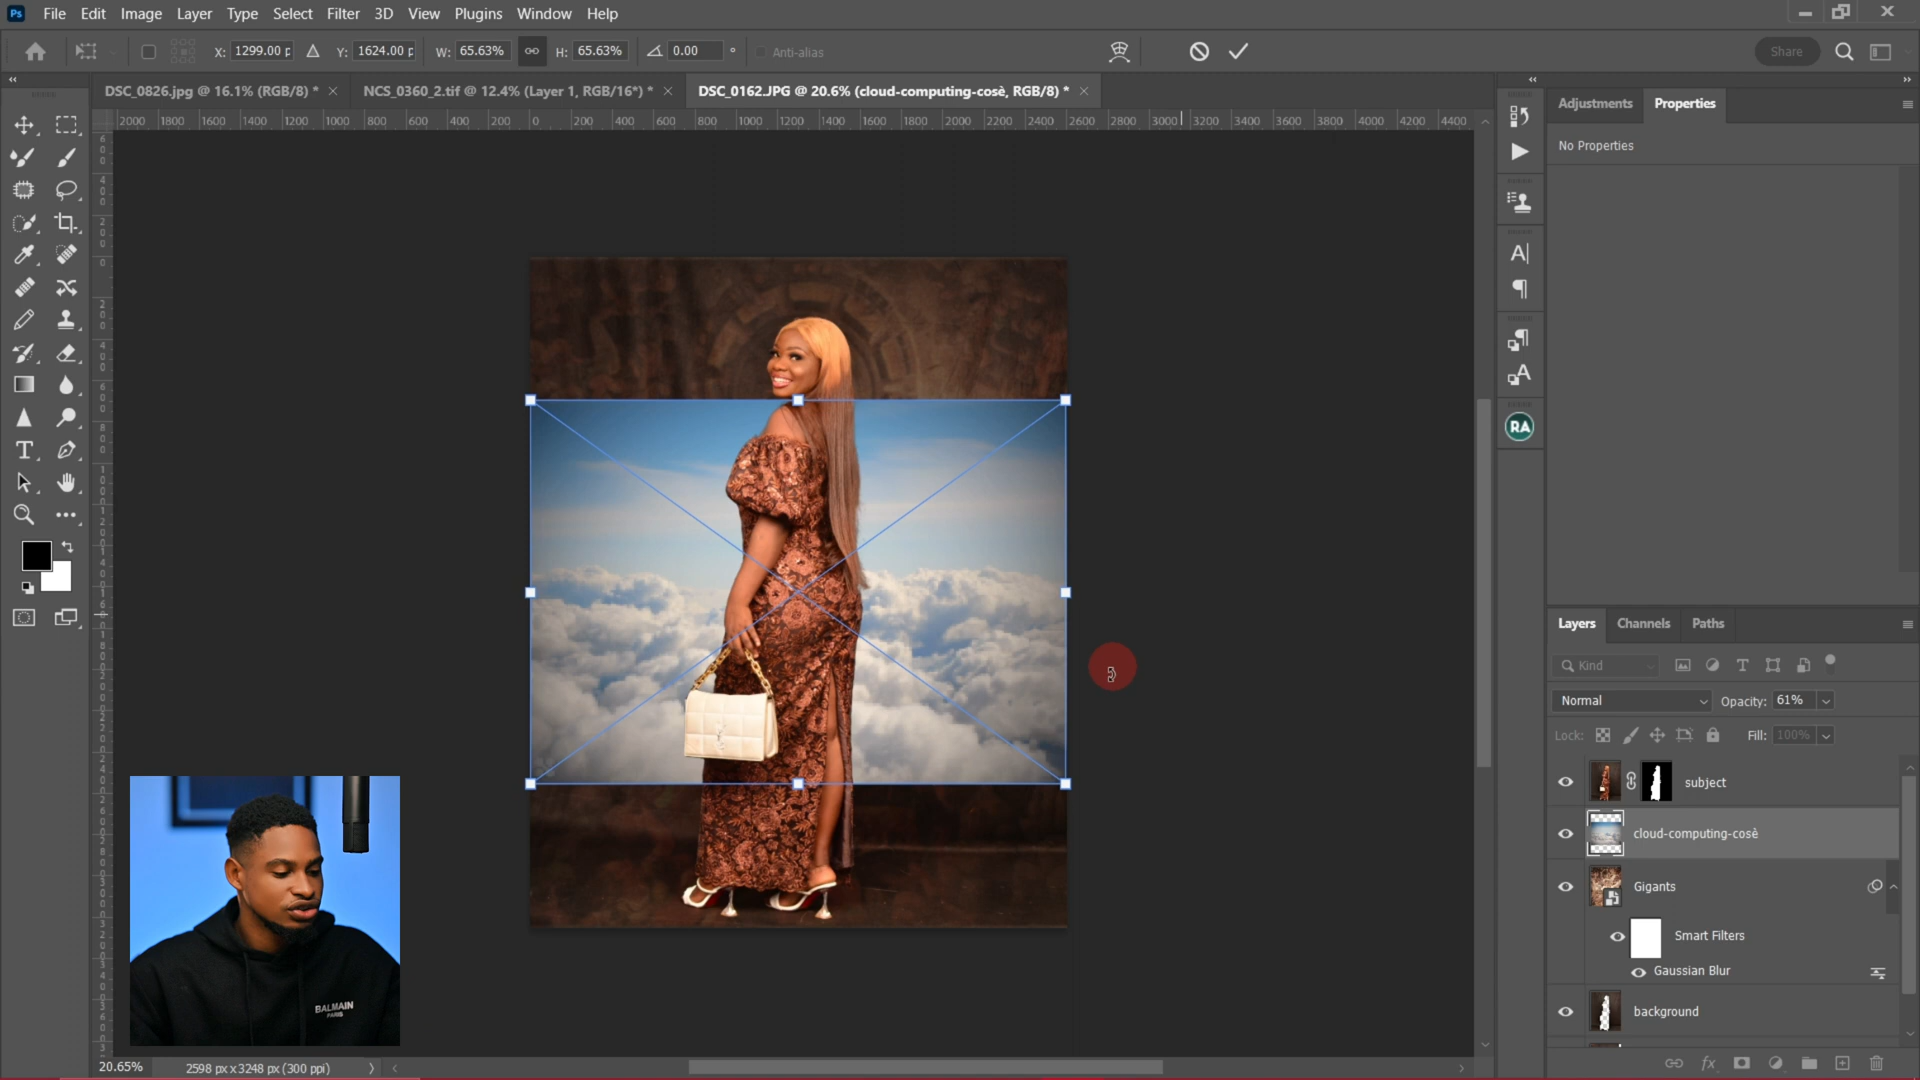 Ps File Edit Image Layer Type Select Filter 3D View Plugins Window Help
X: 1299.00 p Y: 1624.00 p W: 65.63% H: 65.63% 0.00 ° Anti-alias Share
DSC_0826.jpg @ 16.1% (RGB/8) * NCS_0360_2.tif @ 12.4% (Layer 1, RGB/16*) * DSC_0162.JPG @ 20.6% (cloud-computing-cosè, RGB/8) *
2000 1800 1600 1400 1200 1000 800 600 400 200 0 200 400 600 800 1000 1200 1400 1600 1800 2000 2200 2400 2600 2800 3000 3200 3400 3600 3800 4000 4200 4400
Adjustments Properties
No Properties
RA
Layers Channels Paths
Kind
Normal Opacity: 61%
Lock: Fill: 100%
subject
cloud-computing-cosè
Gigants
Smart Filters
Gaussian Blur
background
BALMAIN
PARIS
20.65% 2598 px x 3248 px (300 ppi)